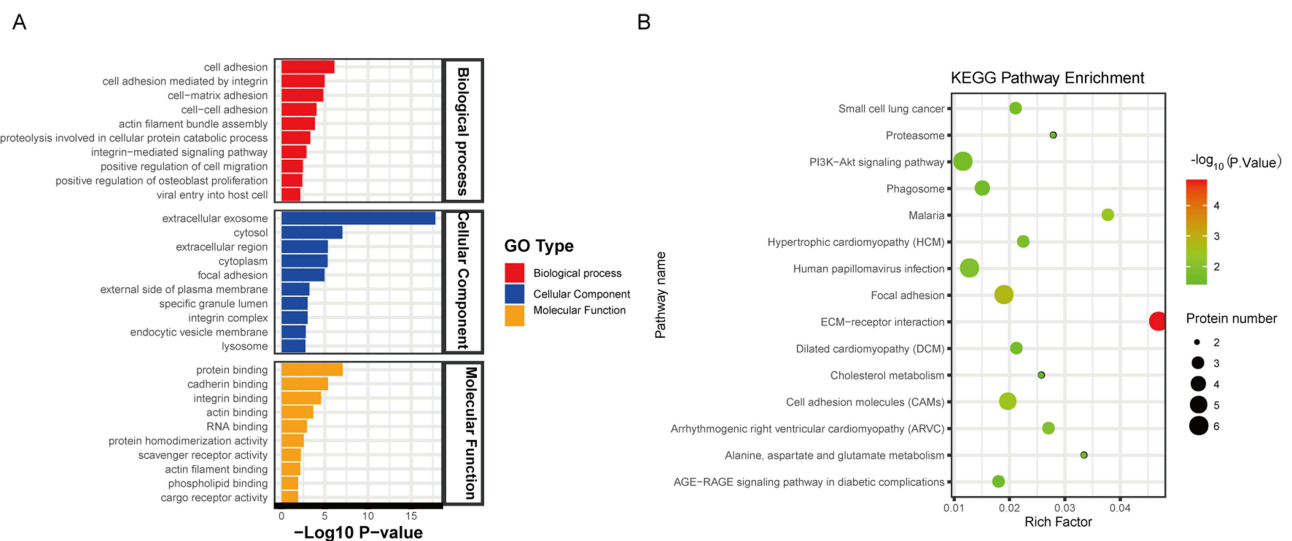 A
cell adhesion
cell adhesion mediated by integrin
cell-matrix adhesion
cell-cell adhesion
actin filament bundle assembly
proteolysis involved in cellular protein catabolic process
integrin-mediated signaling pathway
positive regulation of cell migration
positive regulation of osteoblast proliferation
viral entry into host cell
Biological process
extracellular exosome
cytosol
extracellular region
cytoplasm
focal adhesion
external side of plasma membrane
specific granule lumen
integrin complex
endocytic vesicle membrane
lysosome
Cellular Component
protein binding
cadherin binding
integrin binding
actin binding
RNA binding
protein homodimerization activity
scavenger receptor activity
actin filament binding
phospholipid binding
cargo receptor activity
Molecular Function
0 5 10 15
−Log10 P−value
GO Type
Biological process
Cellular Component
Molecular Function
B
KEGG Pathway Enrichment
Pathway name
Small cell lung cancer
Proteasome
PI3K−Akt signaling pathway
Phagosome
Malaria
Hypertrophic cardiomyopathy (HCM)
Human papillomavirus infection
Focal adhesion
ECM−receptor interaction
Dilated cardiomyopathy (DCM)
Cholesterol metabolism
Cell adhesion molecules (CAMs)
Arrhythmogenic right ventricular cardiomyopathy (ARVC)
Alanine, aspartate and glutamate metabolism
AGE−RAGE signaling pathway in diabetic complications
0.01 0.02 0.03 0.04
Rich Factor
-log10 (P.Value)
4
3
2
Protein number
2
3
4
5
6